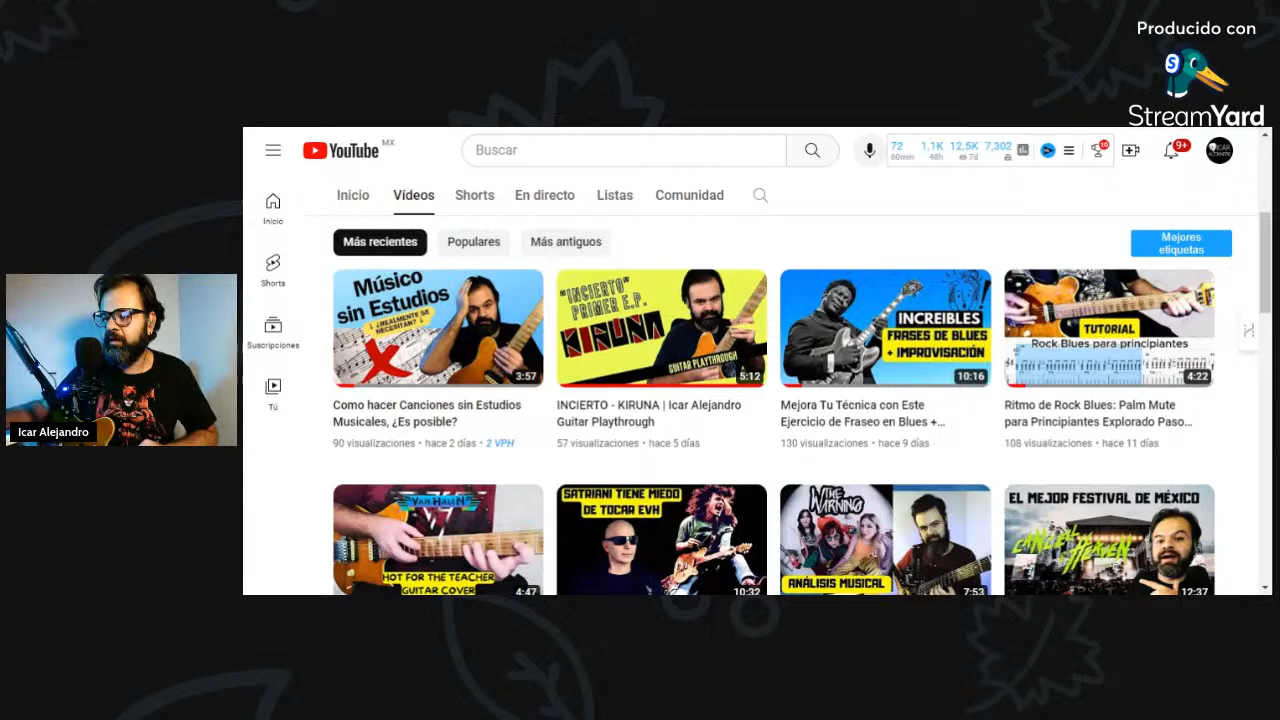 Producido con
StreamYard
YouTube MX
Buscar
72 1.1K 12.5K 7,302
60min 48h 7d
10
9+
Inicio Vídeos Shorts En directo Listas Comunidad
Inicio
Shorts
Suscripciones
Tú
Más recientes Populares Más antiguos
Mejores
etiquetas
Músico
sin Estudios
¿REALMENTE SE
NECESITAN?
3:57
"INCIERTO"
PRIMER E.P.
KIRUNA
GUITAR PLAYTHROUGH
5:12
INCREIBLES
FRASES DE BLUES
+ IMPROVISACIÓN
10:16
TUTORIAL
Rock Blues para principiantes
4:22
Como hacer Canciones sin Estudios
Musicales, ¿Es posible?
90 visualizaciones • hace 2 días • 2 VPH
INCIERTO - KIRUNA | Icar Alejandro
Guitar Playthrough
57 visualizaciones • hace 5 días
Mejora Tu Técnica con Este
Ejercicio de Fraseo en Blues +...
130 visualizaciones • hace 9 días
Ritmo de Rock Blues: Palm Mute
para Principiantes Explorado Paso...
108 visualizaciones • hace 11 días
Icar Alejandro
VAN HALEN
HOT FOR THE TEACHER
GUITAR COVER
4:47
SATRIANI TIENE MIEDO
DE TOCAR EVH
10:32
THE WARNING
ANÁLISIS MUSICAL
7:53
EL MEJOR FESTIVAL DE MÉXICO
12:37